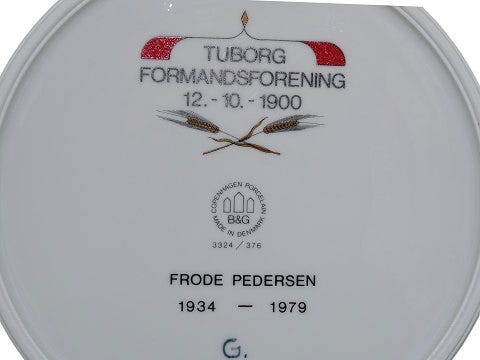 TUBORG
FORMANDSFORENING
12.-10.-1900
COPENHAGEN PORCELAIN
B&G
MADE IN DENMARK
3324/376
FRODE PEDERSEN
1934 — 1979
G.